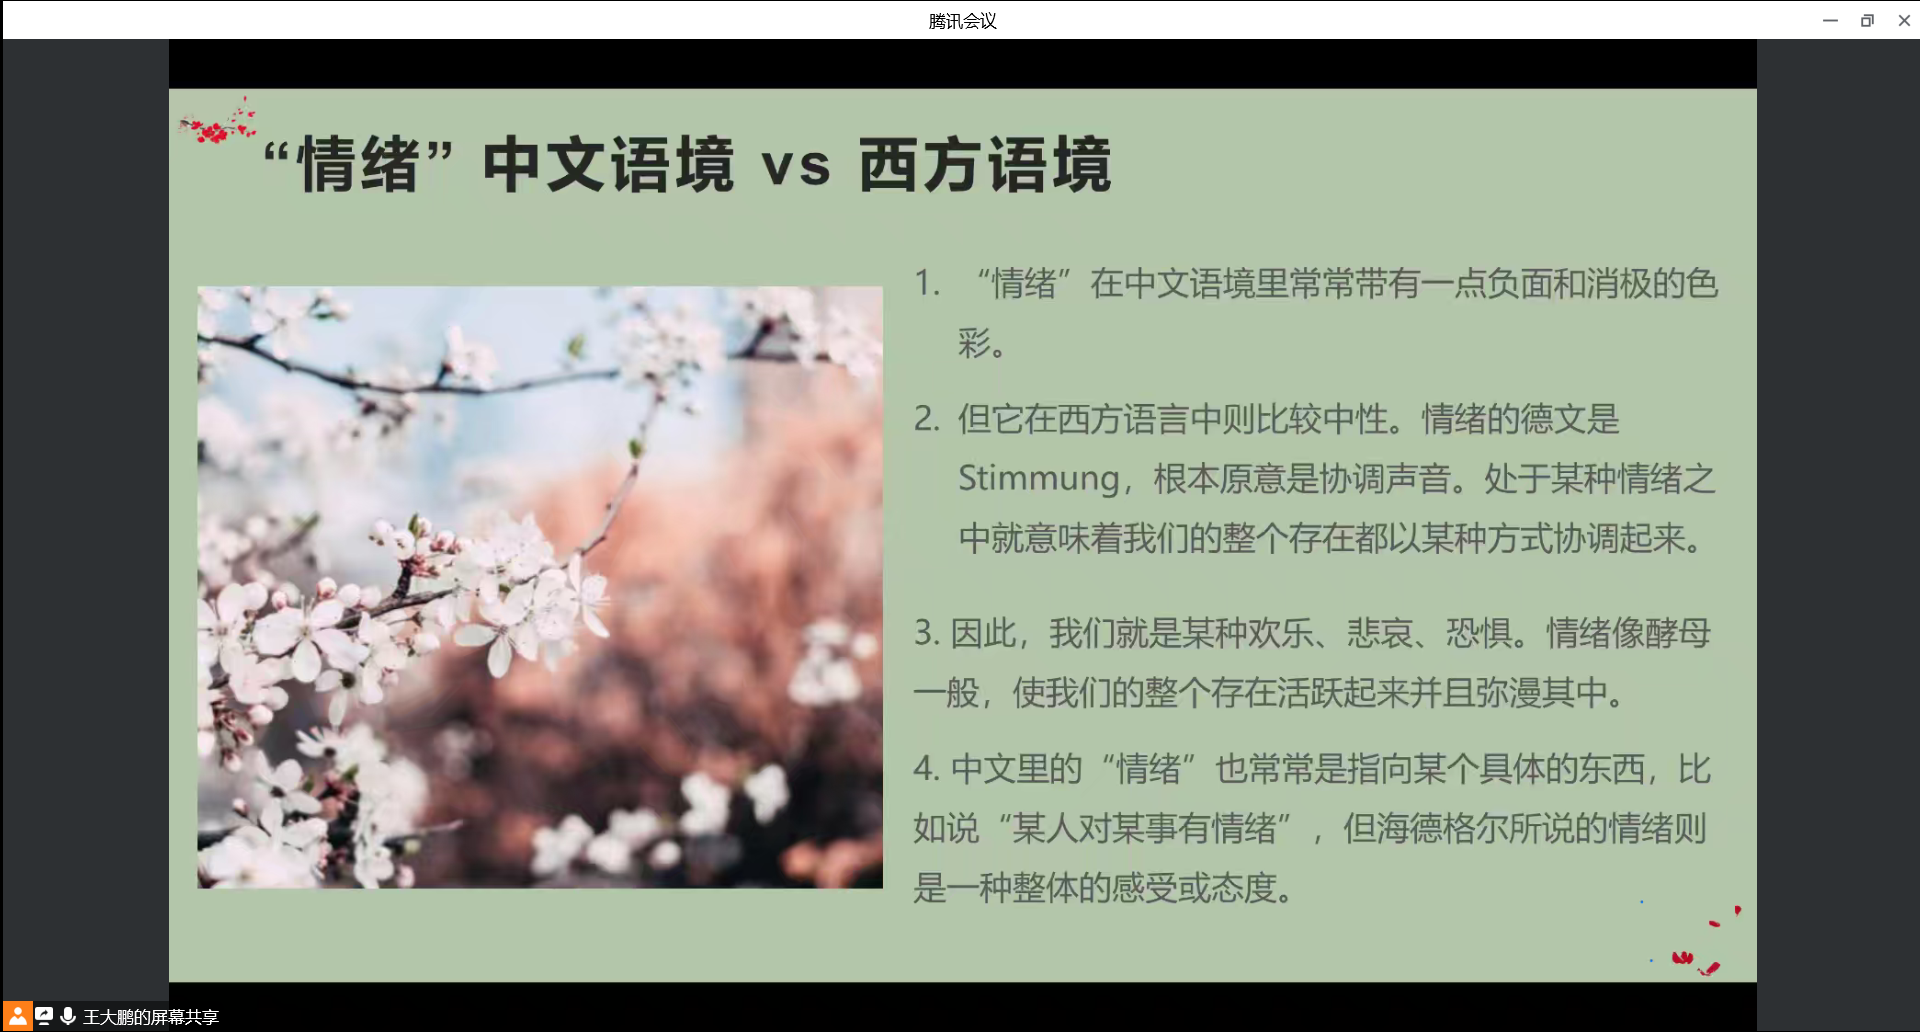 腾讯会议
“情绪”中文语境 vs 西方语境
1. “情绪”在中文语境里常常带有一点负面和消极的色
彩。
2. 但它在西方语言中则比较中性。情绪的德文是
Stimmung，根本原意是协调声音。处于某种情绪之
中就意味着我们的整个存在都以某种方式协调起来。
3. 因此，我们就是某种欢乐、悲哀、恐惧。情绪像酵母
一般，使我们的整个存在活跃起来并且弥漫其中。
4. 中文里的“情绪”也常常是指向某个具体的东西，比
如说“某人对某事有情绪”，但海德格尔所说的情绪则
是一种整体的感受或态度。
王大鹏的屏幕共享